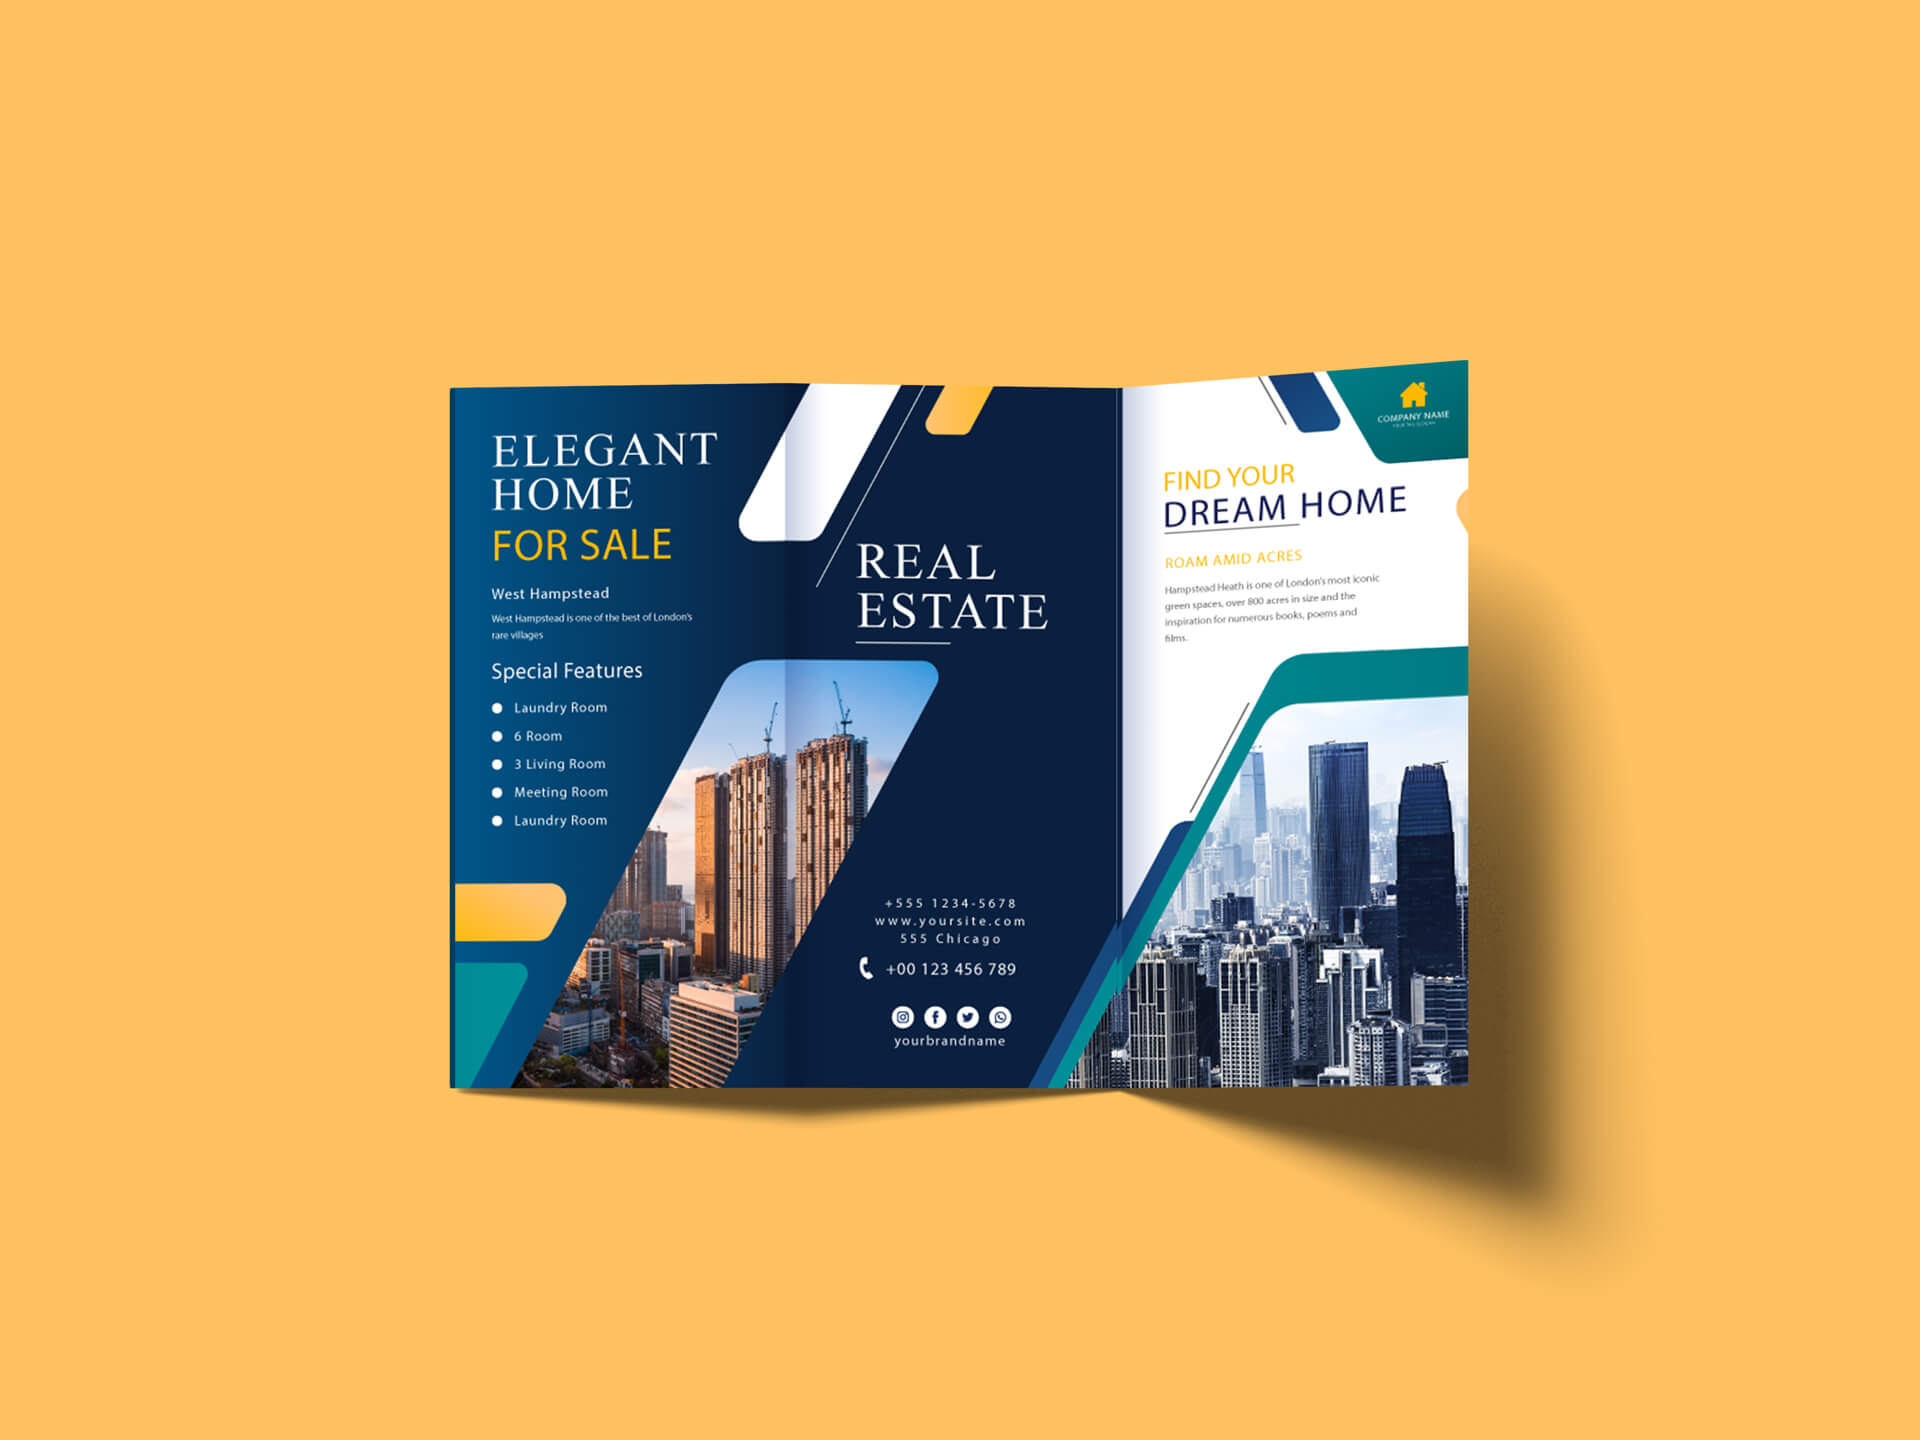 ELEGANT
HOME
FOR SALE
West Hampstead
West Hampstead is one of the best of London's
rare villages
Special Features
Laundry Room
6 Room
3 Living Room
Meeting Room
Laundry Room
REAL
ESTATE
+555 1234-5678
www.yoursite.com
555 Chicago
+00 123 456 789
yourbrandname
COMPANY NAME
FIND YOUR
DREAM HOME
ROAM AMID ACRES
Hampstead Heath is one of London's most iconic
green spaces, over 800 acres in size and the
inspiration for numerous books, poems and
films.